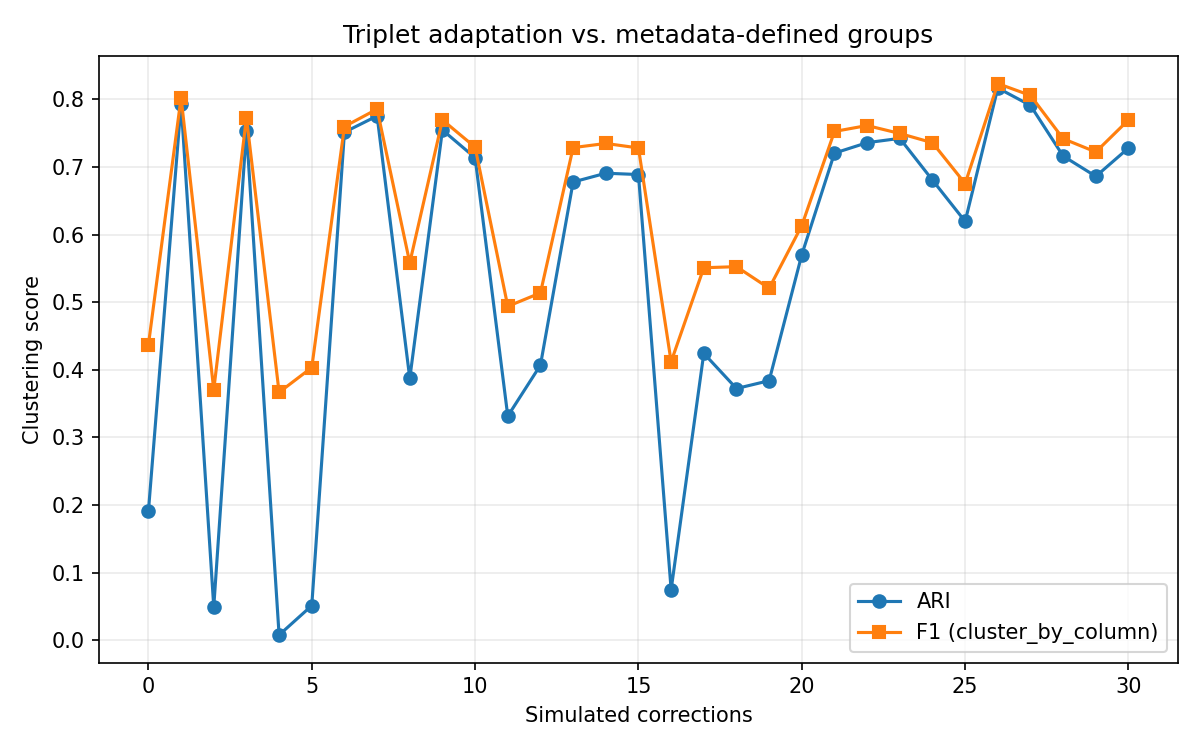 Triplet adaptation vs. metadata-defined groups
Clustering score
0.8
0.7
0.6
0.5
0.4
0.3
0.2
0.1
0.0
ARI
F1 (cluster_by_column)
0 5 10 15 20 25 30
Simulated corrections